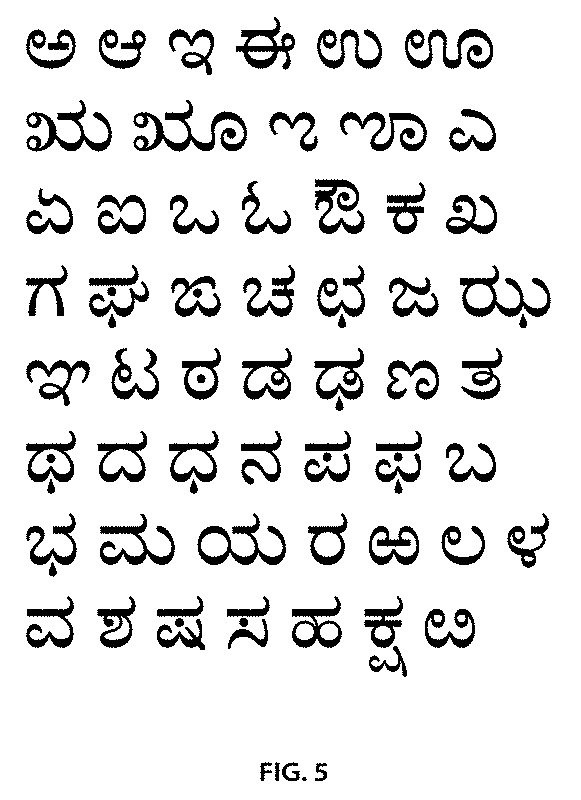 ಅ ಆ ಇ ಈ ಉ ಊ
ಋ ೠ ಌ ೡ ಎ
ಏ ಐ ಒ ಓ ಔ ಕ ಖ
ಗ ಘ ಙ ಚ ಛ ಜ ಝ
ಞ ಟ ಠ ಡ ಢ ಣ ತ
ಥ ದ ಧ ನ ಪ ಫ ಬ
ಭ ಮ ಯ ರ ಱ ಲ ಳ
ವ ಶ ಷ ಸ ಹ ಕ್ಷ ೞ
FIG. 5